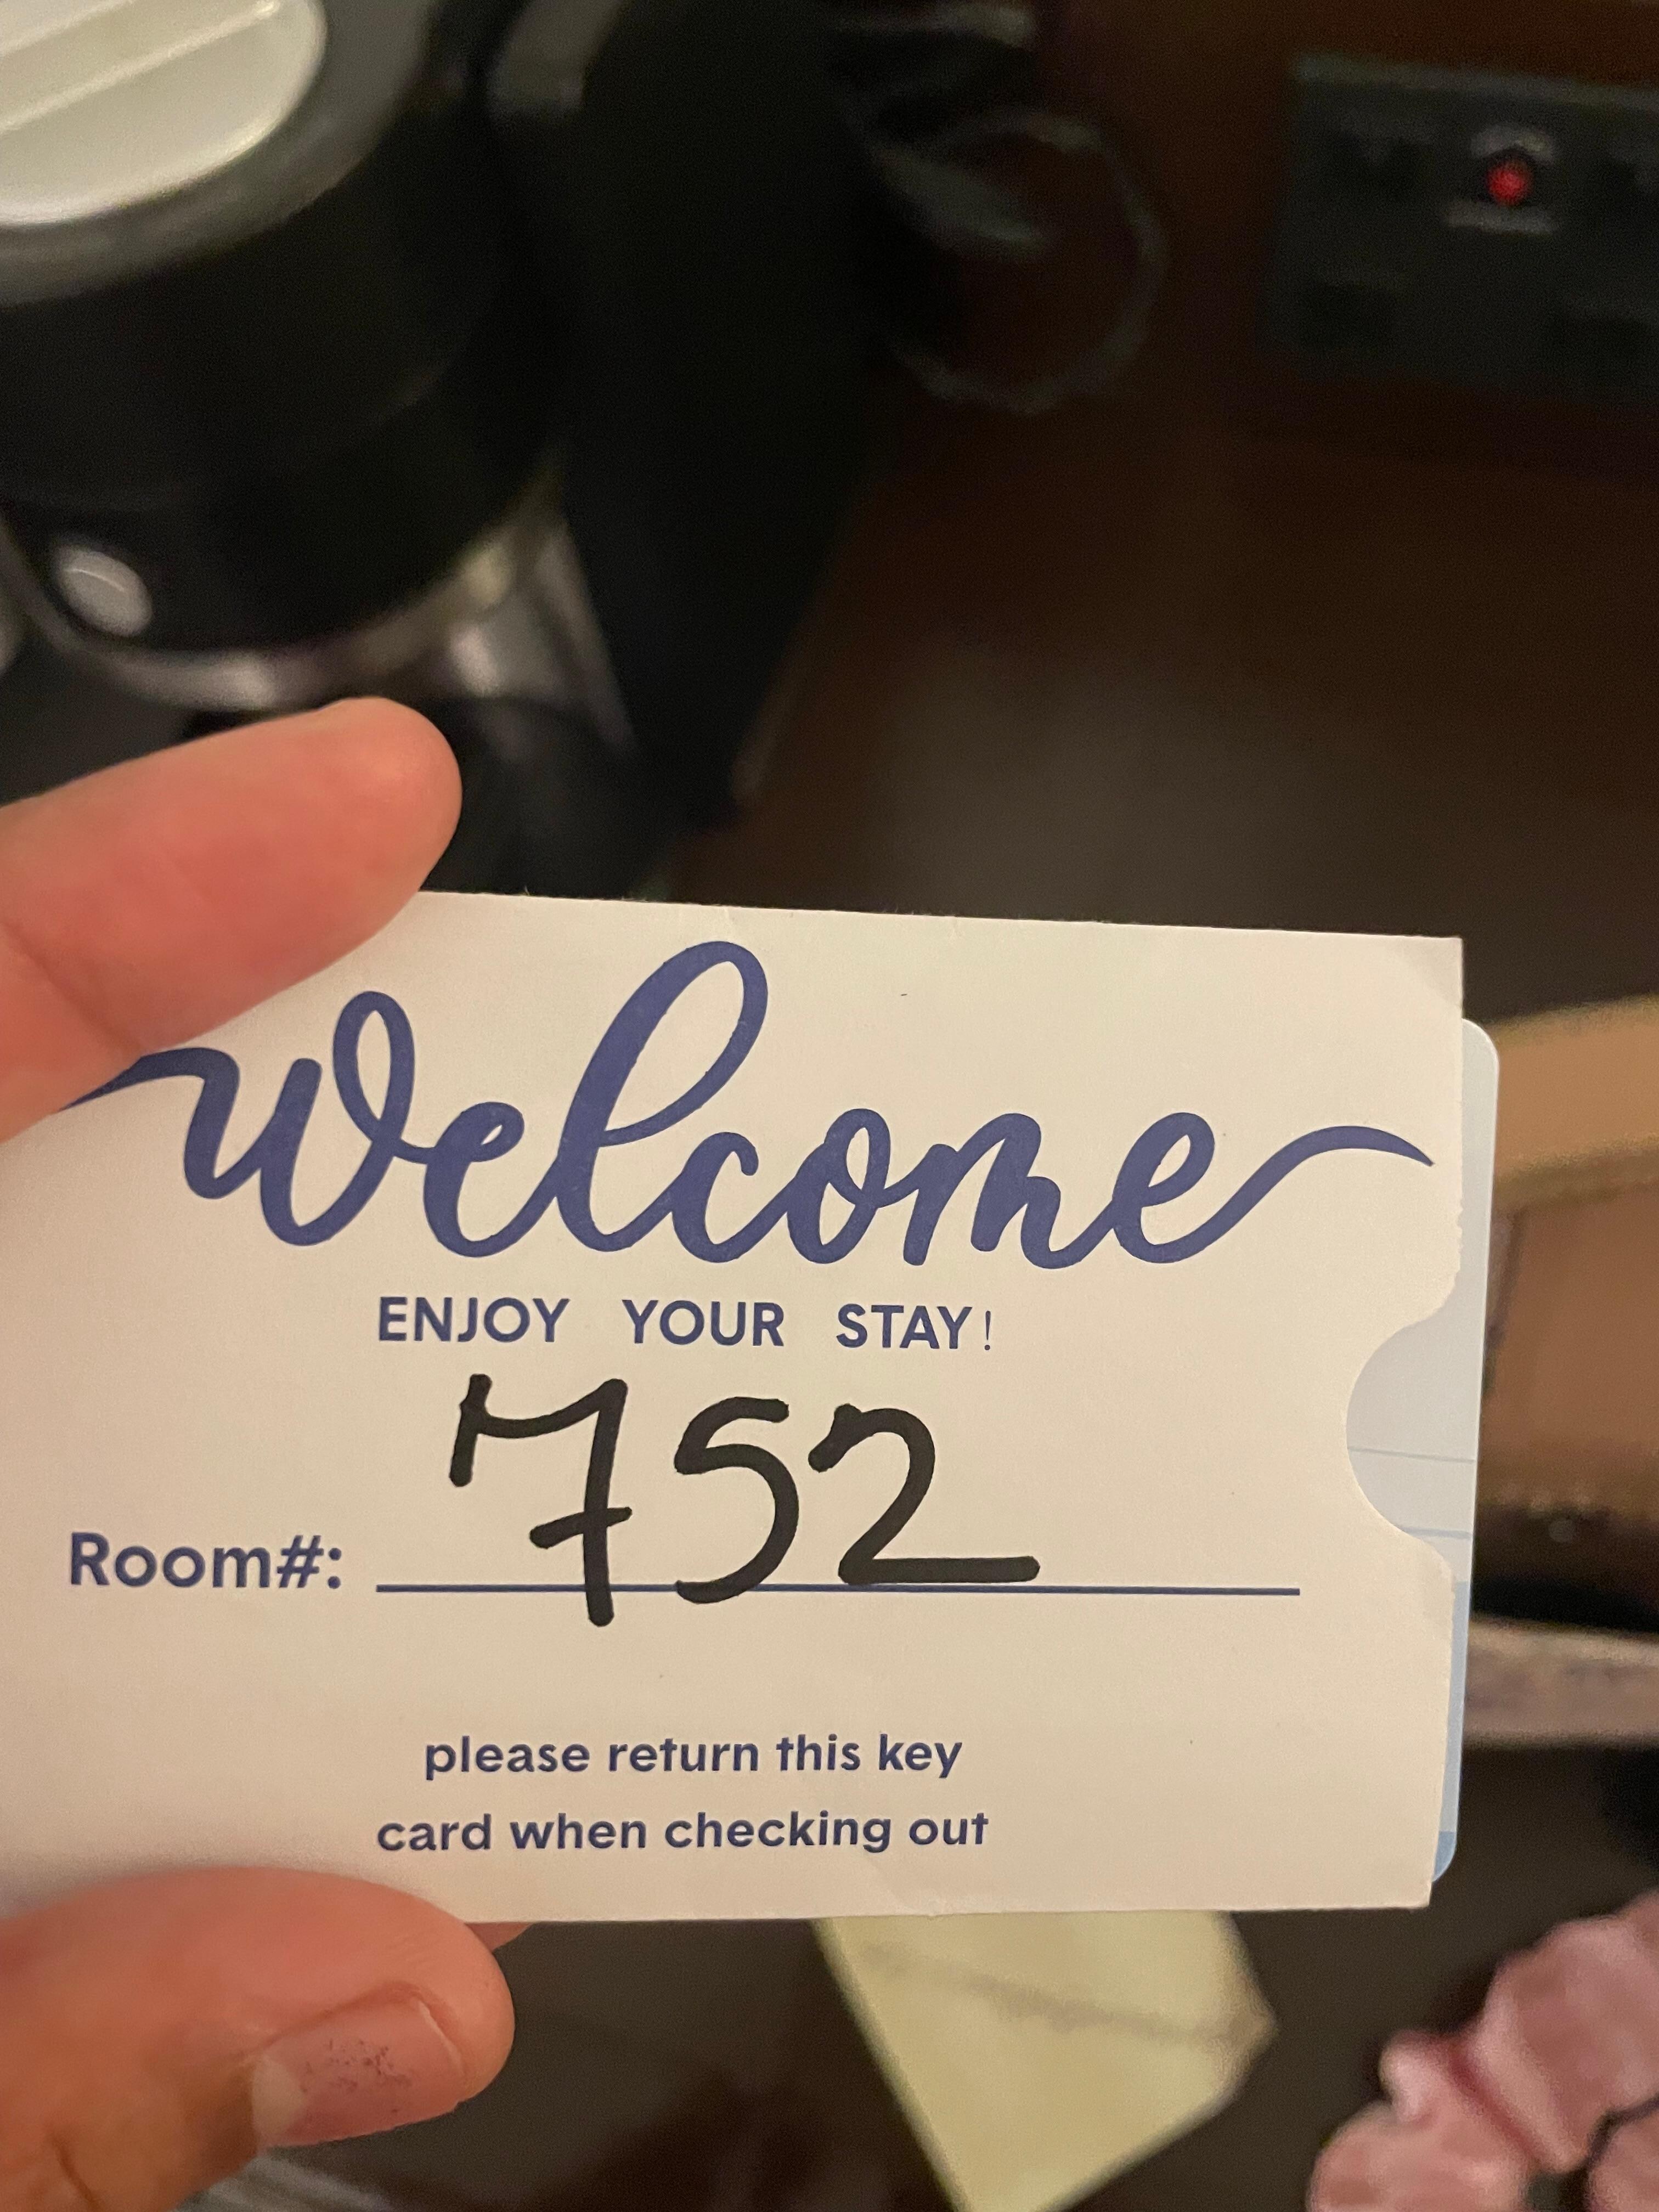 welcome
ENJOY YOUR STAY!
Room#: 752
please return this key
card when checking out